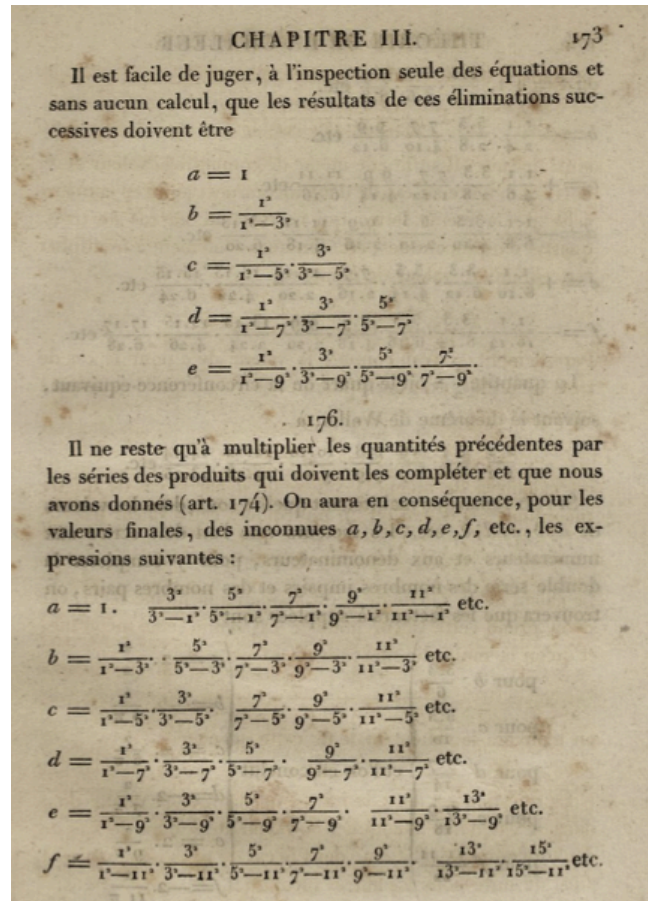 CHAPITRE III. 173
Il est facile de juger, à l'inspection seule des équations et
sans aucun calcul, que les résultats de ces éliminations suc-
cessives doivent être
a = 1
b = 1²/(1²—3²)
c = 1²/(1²—5²) · 3²/(3²—5²)
d = 1²/(1²—7²) · 3²/(3²—7²) · 5²/(5²—7²)
e = 1²/(1²—9²) · 3²/(3²—9²) · 5²/(5²—9²) · 7²/(7²—9²).
176.
Il ne reste qu'à multiplier les quantités précédentes par
les séries des produits qui doivent les compléter et que nous
avons donnés (art. 174). On aura en conséquence, pour les
valeurs finales, des inconnues a, b, c, d, e, f, etc., les ex-
pressions suivantes :
a = 1. 3²/(3²—1²) · 5²/(5²—1²) · 7²/(7²—1²) · 9²/(9²—1²) · 11²/(11²—1²) etc.
b = 1²/(1²—3²) · 5²/(5²—3²) · 7²/(7²—3²) · 9²/(9²—3²) · 11²/(11²—3²) etc.
c = 1²/(1²—5²) · 3²/(3²—5²) · 7²/(7²—5²) · 9²/(9²—5²) · 11²/(11²—5²) etc.
d = 1²/(1²—7²) · 3²/(3²—7²) · 5²/(5²—7²) · 9²/(9²—7²) · 11²/(11²—7²) etc.
e = 1²/(1²—9²) · 3²/(3²—9²) · 5²/(5²—9²) · 7²/(7²—9²) · 11²/(11²—9²) · 13²/(13²—9²) etc.
f = 1²/(1²—11²) · 3²/(3²—11²) · 5²/(5²—11²) · 7²/(7²—11²) · 9²/(9²—11²) · 13²/(13²—11²) · 15²/(15²—11²) etc.